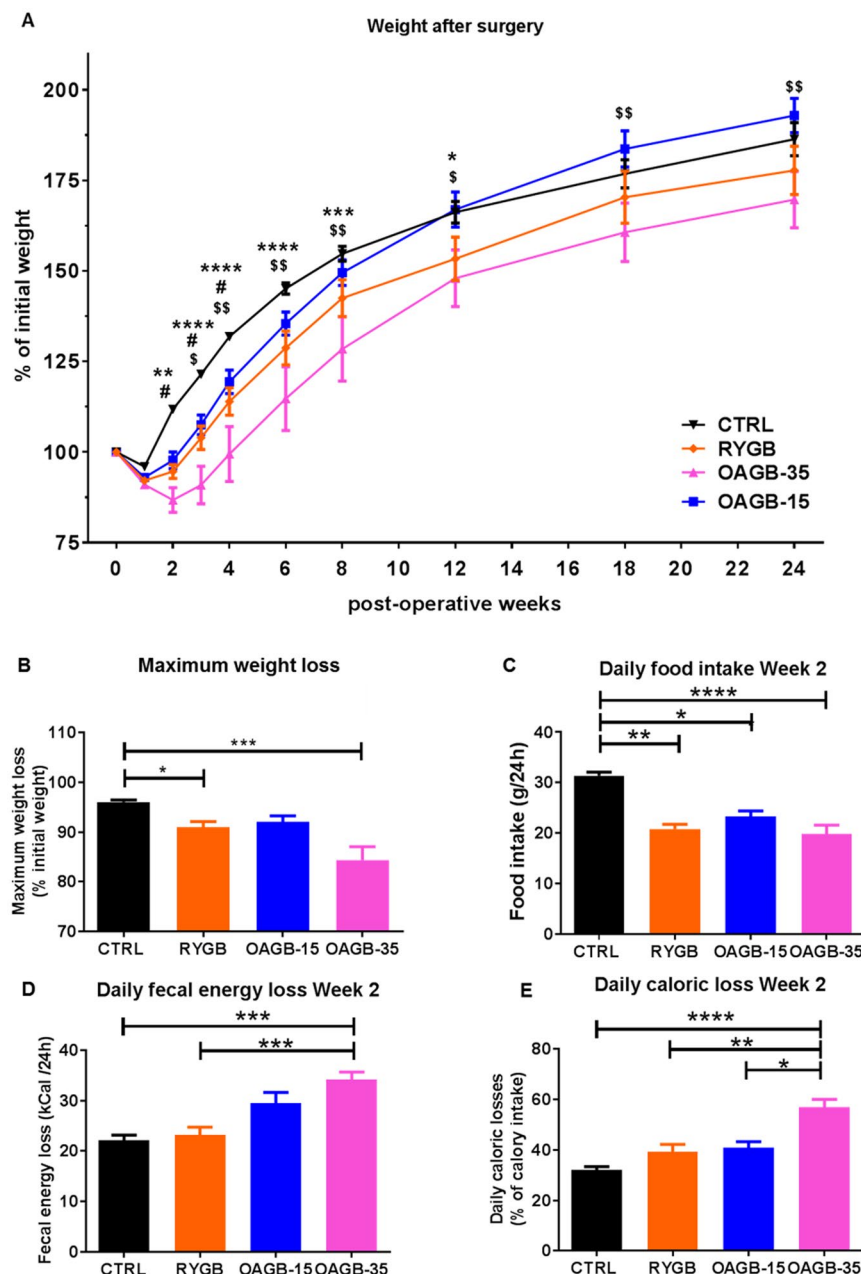 A
Weight after surgery
% of initial weight
200
175
150
125
100
75
**
#
****
#
$
****
#
$$
****
$$
***
$$
*
$
$$
$$
CTRL
RYGB
OAGB-35
OAGB-15
0 2 4 6 8 12 16 18 20 22 24
post-operative weeks
B
Maximum weight loss
Maximum weight loss
(% initial weight)
110
100
90
80
70
***
*
CTRL RYGB OAGB-15 OAGB-35
C
Daily food intake Week 2
Food intake (g/24h)
40
30
20
10
0
****
*
**
CTRL RYGB OAGB-15 OAGB-35
D
Daily fecal energy loss Week 2
Fecal energy loss (kCal /24h)
40
30
20
10
0
***
***
CTRL RYGB OAGB-15 OAGB-35
E
Daily caloric loss Week 2
Daily caloric losses
(% of calory intake)
80
60
40
20
0
****
**
*
CTRL RYGB OAGB-15 OAGB-35